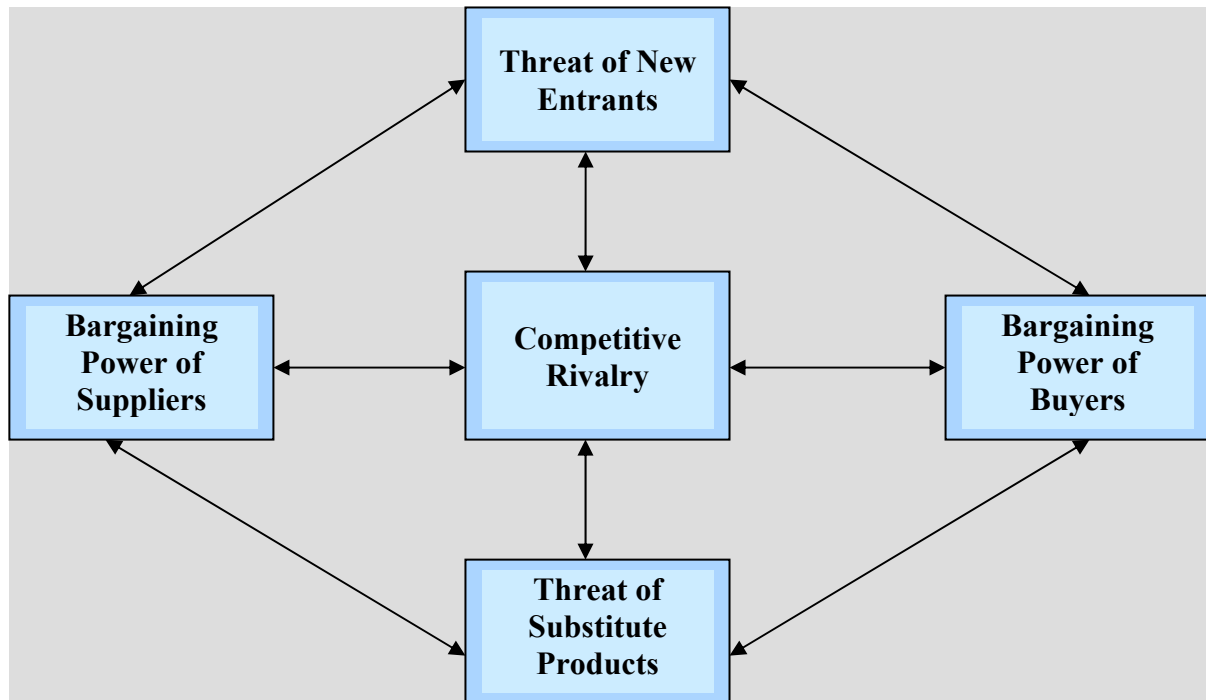 Threat of New
Entrants
Bargaining
Power of
Suppliers
Competitive
Rivalry
Bargaining
Power of
Buyers
Threat of
Substitute
Products